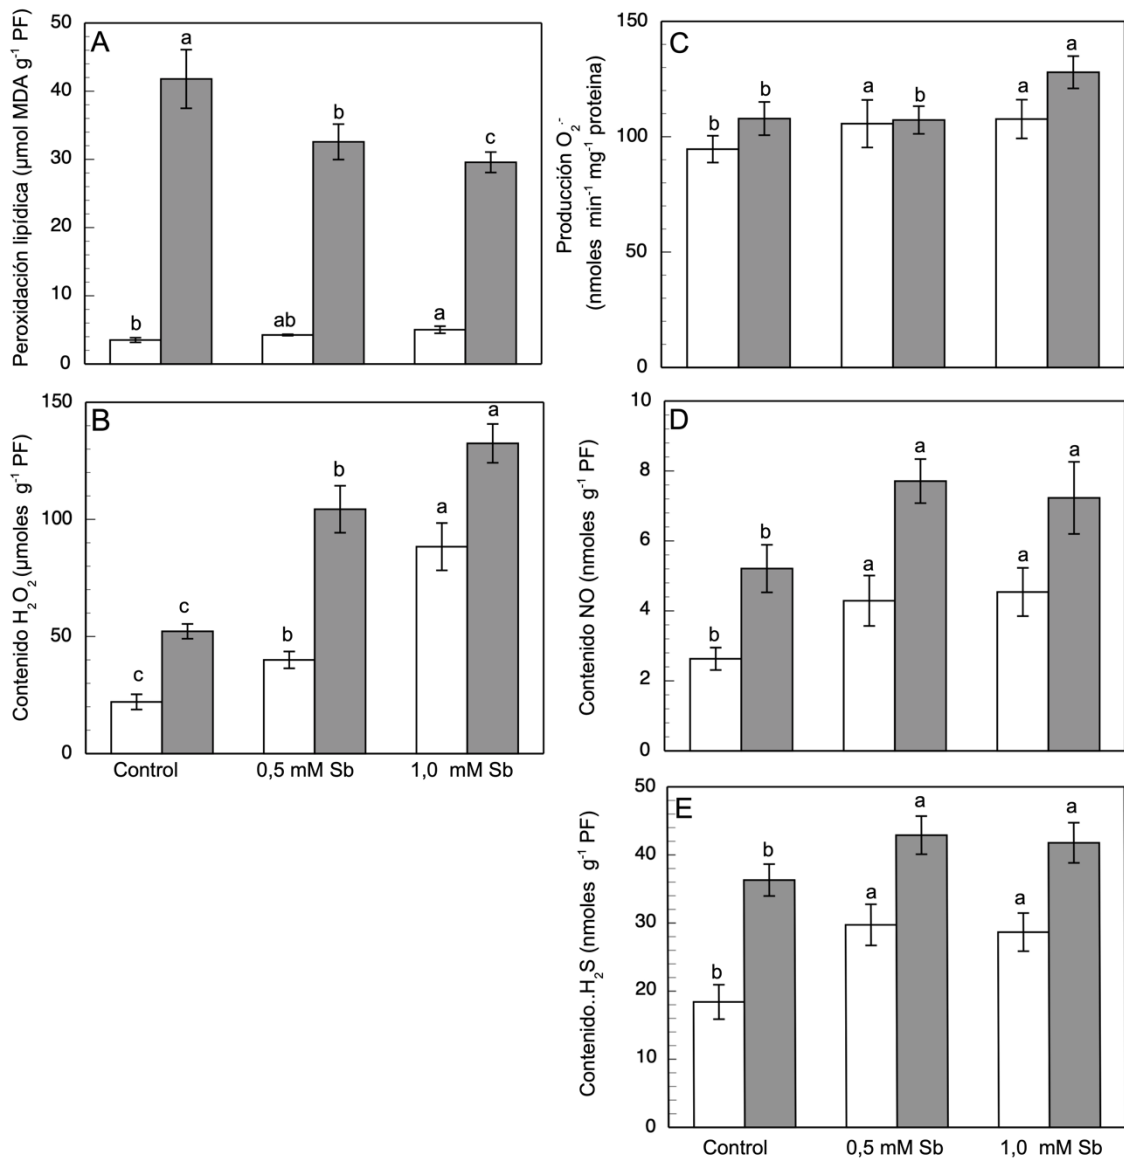 A
Peroxidación lipídica (µmol MDA g⁻¹ PF)
50
40
30
20
10
0
a
b
c
b
ab
a
B
Contenido H₂O₂ (µmoles g⁻¹ PF)
150
100
50
0
c
c
b
b
a
a
Control 0,5 mM Sb 1,0 mM Sb
C
Producción O₂·⁻
(nmoles min⁻¹ mg⁻¹ proteina)
150
100
50
0
b
b
a
b
a
a
D
Contenido NO (nmoles g⁻¹ PF)
10
8
6
4
2
0
b
b
a
a
a
a
E
Contenido..H₂S (nmoles g⁻¹ PF)
50
40
30
20
10
0
b
b
a
a
a
a
Control 0,5 mM Sb 1,0 mM Sb